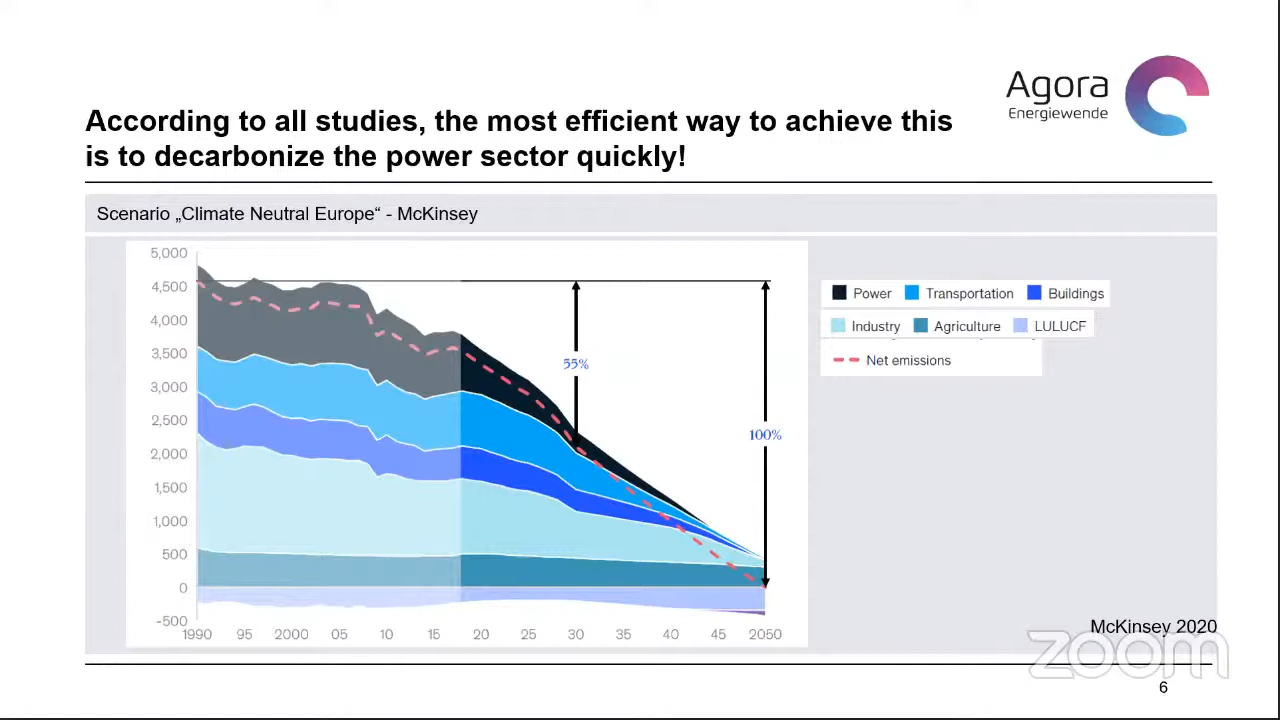 Agora
Energiewende
According to all studies, the most efficient way to achieve this
is to decarbonize the power sector quickly!
Scenario „Climate Neutral Europe“ - McKinsey
5,000
4,500
4,000
3,500
3,000
2,500
2,000
1,500
1,000
500
0
-500
1990 95 2000 05 10 15 20 25 30 35 40 45 2050
55%
100%
Power Transportation Buildings
Industry Agriculture LULUCF
Net emissions
McKinsey 2020
zoom
6